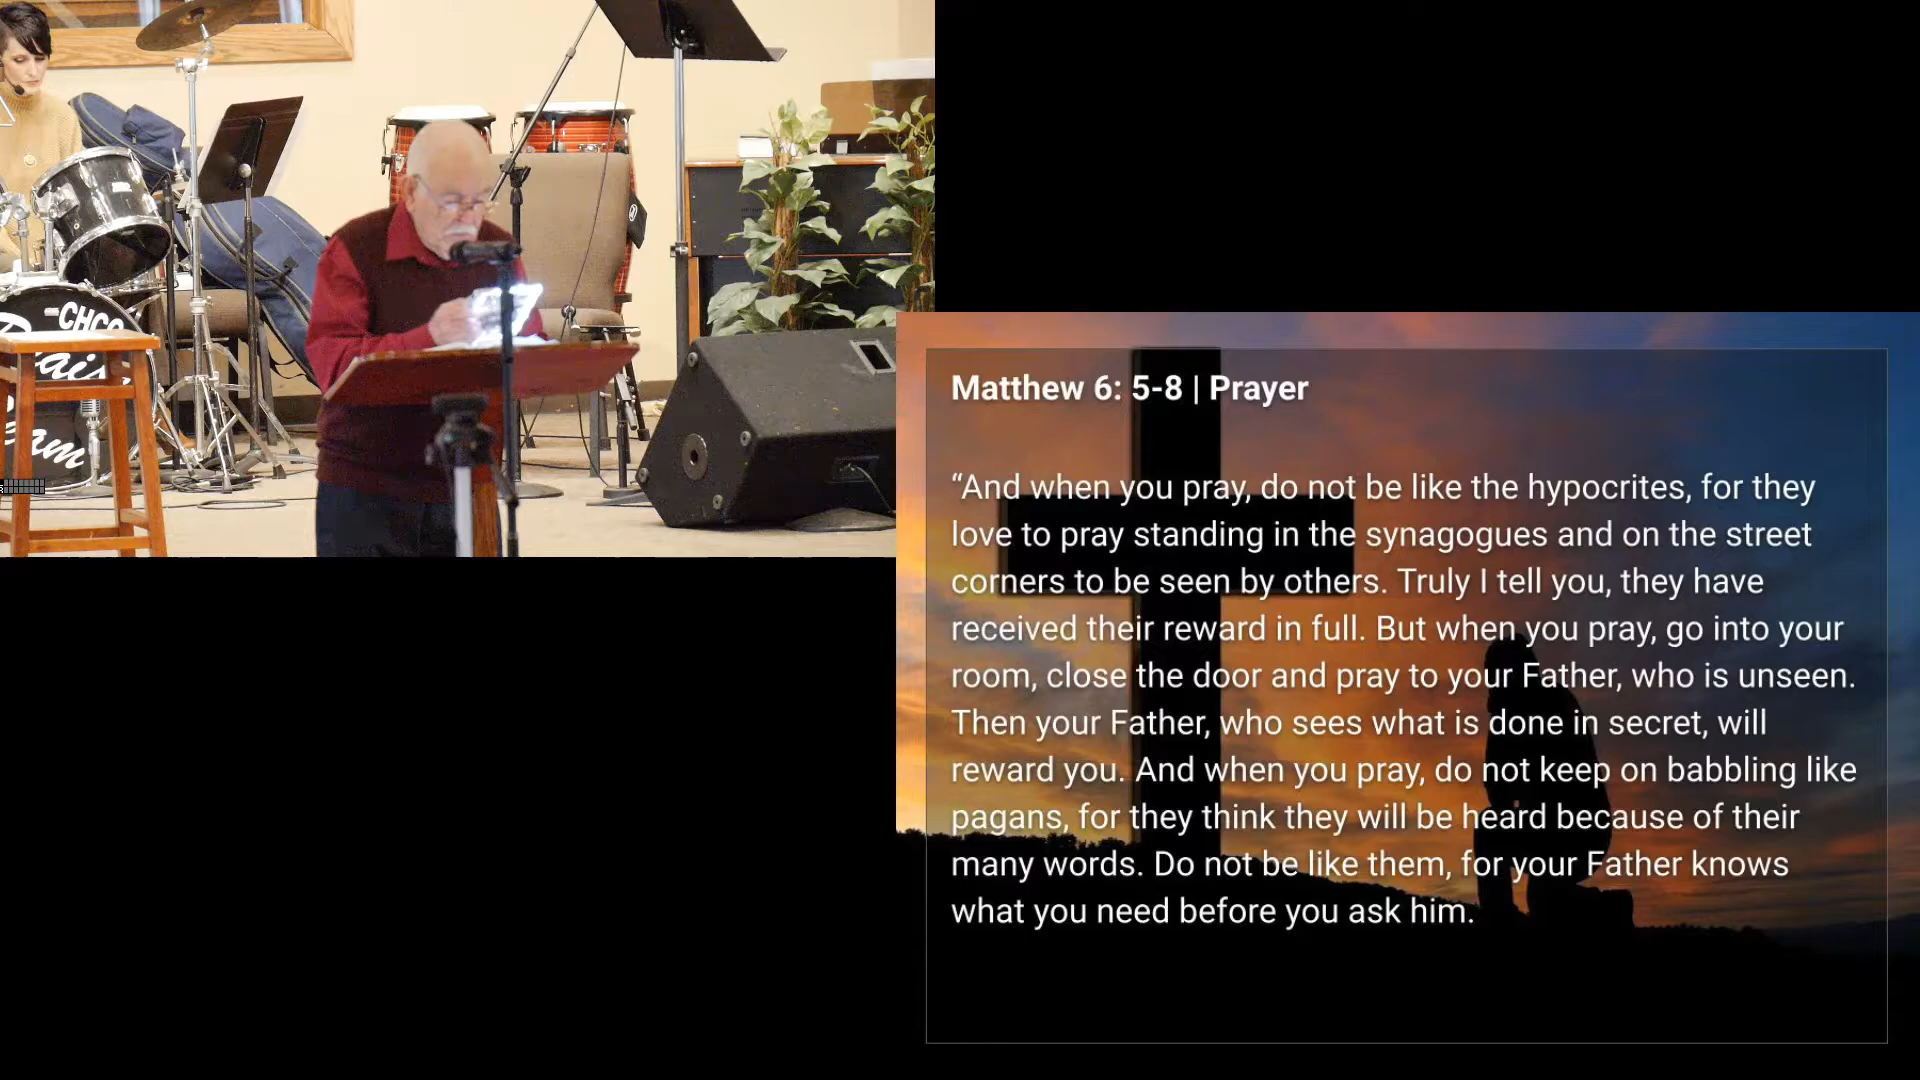 CHCC
Praise
Team
Matthew 6: 5-8 | Prayer
“And when you pray, do not be like the hypocrites, for they
love to pray standing in the synagogues and on the street
corners to be seen by others. Truly I tell you, they have
received their reward in full. But when you pray, go into your
room, close the door and pray to your Father, who is unseen.
Then your Father, who sees what is done in secret, will
reward you. And when you pray, do not keep on babbling like
pagans, for they think they will be heard because of their
many words. Do not be like them, for your Father knows
what you need before you ask him.